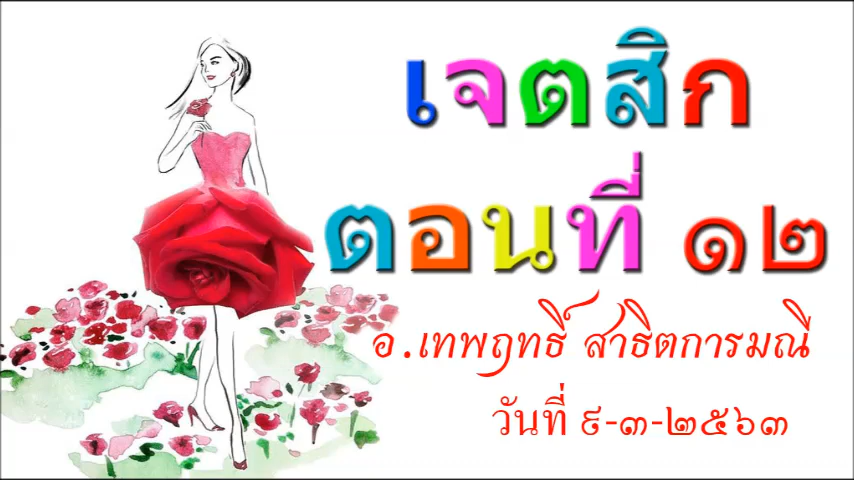 เจตสิก
ตอนที่ ๑๒
อ.เทพฤทธิ์ สาธิตการมณี
วันที่ ๙-๓-๒๕๖๓